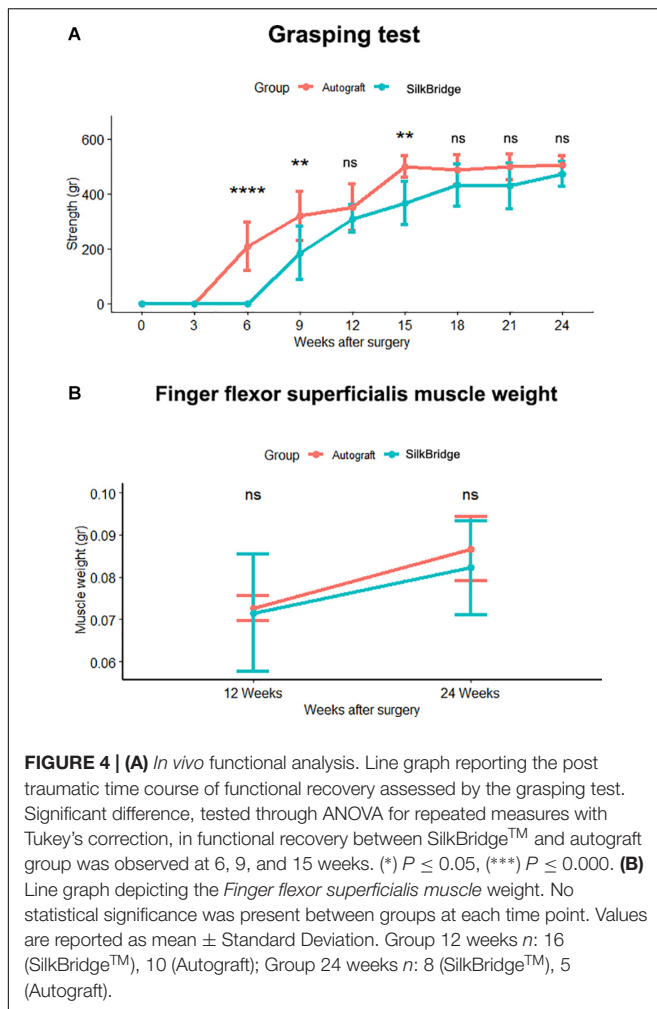 A
Grasping test
Group Autograft SilkBridge
600
400
200
0
Strength (gr)
****
**
ns
**
ns
ns
ns
0 3 6 9 12 15 18 21 24
Weeks after surgery
B
Finger flexor superficialis muscle weight
Group Autograft SilkBridge
0.10
0.09
0.08
0.07
0.06
Muscle weight (gr)
ns
ns
12 Weeks 24 Weeks
Weeks after surgery
FIGURE 4 | (A) In vivo functional analysis. Line graph reporting the post
traumatic time course of functional recovery assessed by the grasping test.
Significant difference, tested through ANOVA for repeated measures with
Tukey's correction, in functional recovery between SilkBridge™ and autograft
group was observed at 6, 9, and 15 weeks. (*) P ≤ 0.05, (***) P ≤ 0.000. (B)
Line graph depicting the Finger flexor superficialis muscle weight. No
statistical significance was present between groups at each time point. Values
are reported as mean ± Standard Deviation. Group 12 weeks n: 16
(SilkBridge™), 10 (Autograft); Group 24 weeks n: 8 (SilkBridge™), 5
(Autograft).